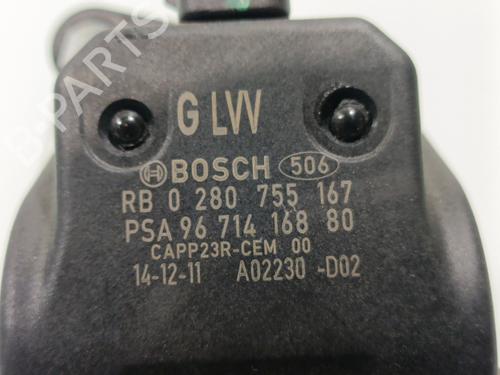 G LVV
BOSCH 506
RB 0 280 755 167
PSA 96 714 168 80
CAPP23R-CEM 00
14-12-11 A02230 -D02
B-PARTS